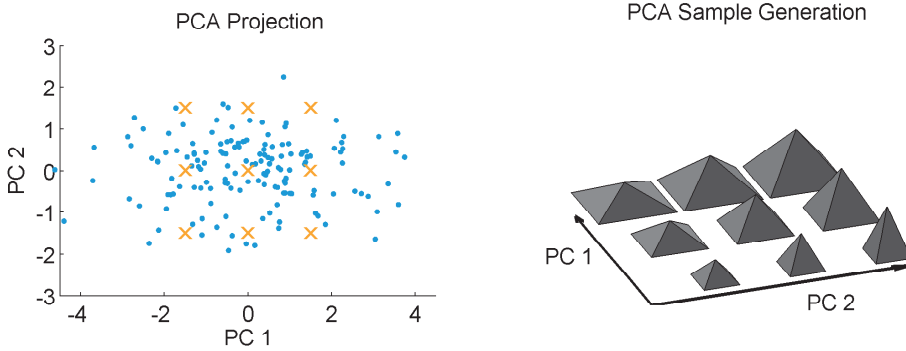 PCA Projection
3
2
1
0
-1
-2
-3
PC 2
-4
-2
0
2
4
PC 1
PCA Sample Generation
PC 1
PC 2